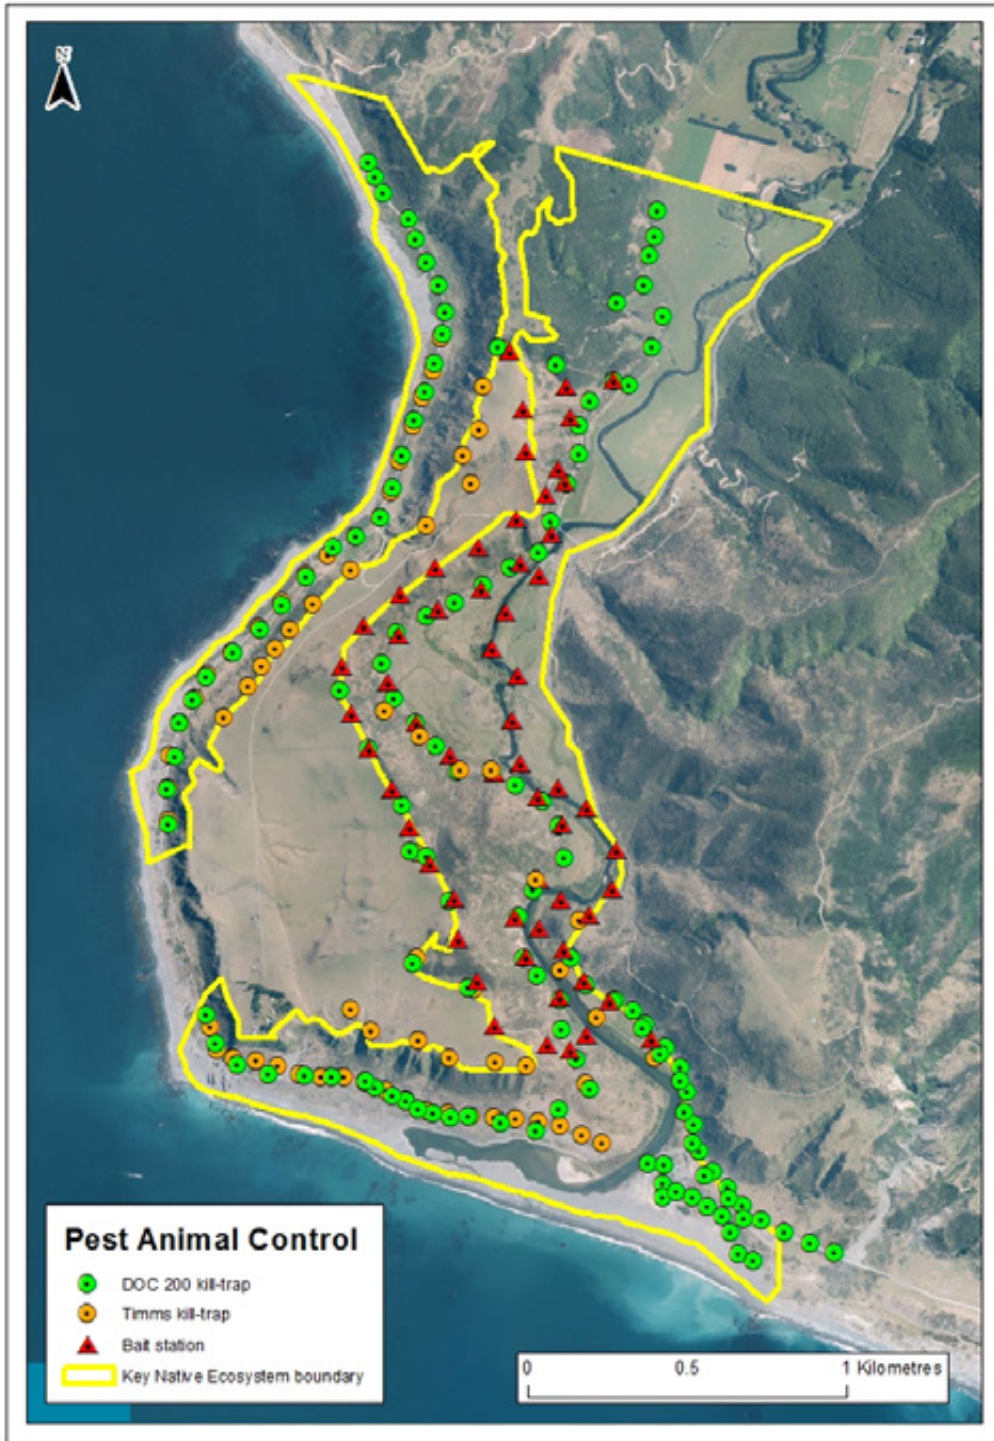 N
Pest Animal Control
DOC 200 kill-trap
Timms kill-trap
Bait station
Key Native Ecosystem boundary
0 0.5 1 Kilometres